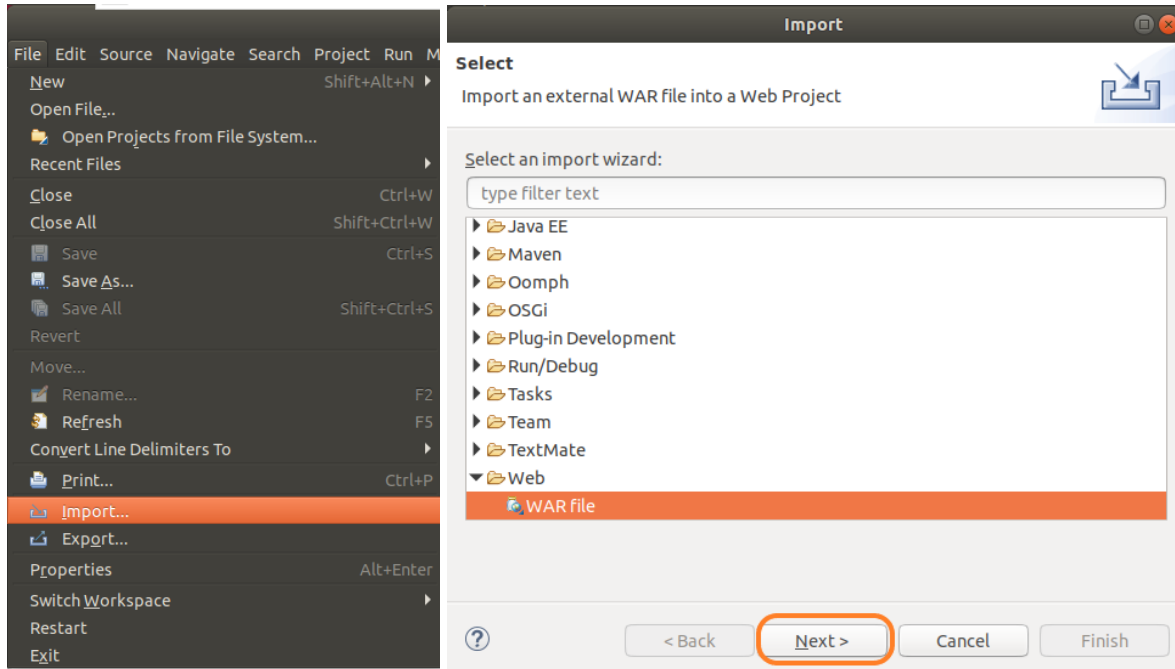 File Edit Source Navigate Search Project Run M
New Shift+Alt+N
Open File...
Open Projects from File System...
Recent Files
Close Ctrl+W
Close All Shift+Ctrl+W
Save Ctrl+S
Save As...
Save All Shift+Ctrl+S
Revert
Move...
Rename... F2
Refresh F5
Convert Line Delimiters To
Print... Ctrl+P
Import...
Export...
Properties Alt+Enter
Switch Workspace
Restart
Exit
Import
Select
Import an external WAR file into a Web Project
Select an import wizard:
type filter text
Java EE
Maven
Oomph
OSGi
Plug-in Development
Run/Debug
Tasks
Team
TextMate
Web
WAR file
? < Back Next > Cancel Finish